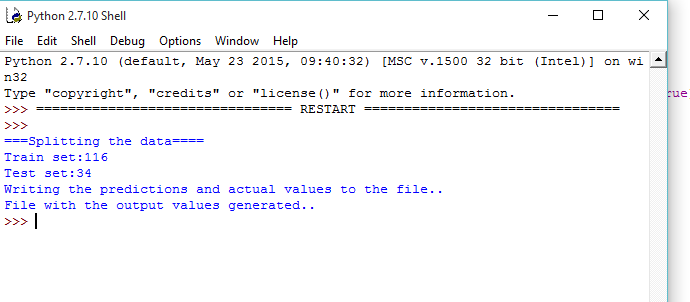 Python 2.7.10 Shell
File Edit Shell Debug Options Window Help
Python 2.7.10 (default, May 23 2015, 09:40:32) [MSC v.1500 32 bit (Intel)] on wi
n32
Type "copyright", "credits" or "license()" for more information.
>>> ================================ RESTART ================================
>>>
===Splitting the data====
Train set:116
Test set:34
Writing the predictions and actual values to the file..
File with the output values generated..
>>>
rue